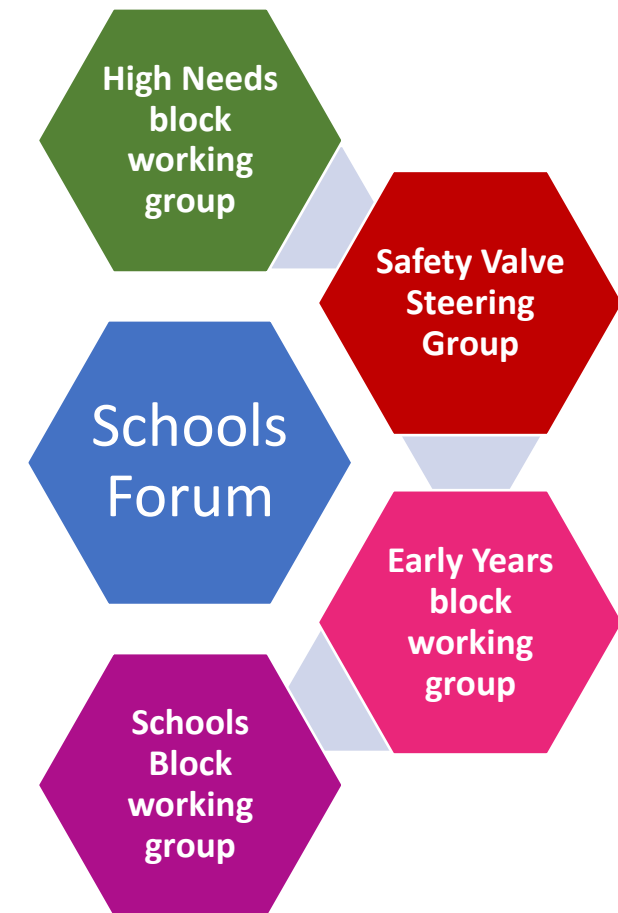 High Needs
block
working
group
Safety Valve
Steering
Group
Schools
Forum
Early Years
block
working
group
Schools
Block
working
group